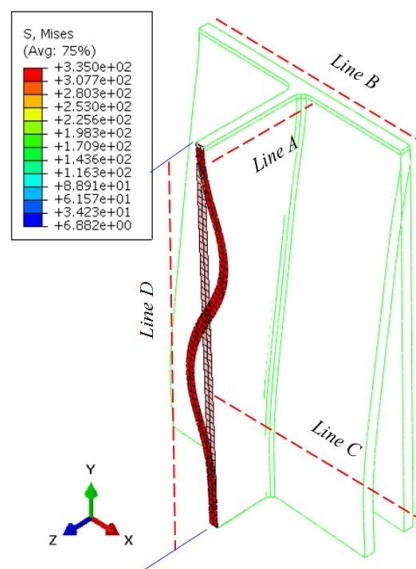 S, Mises
(Avg: 75%)
+3.350e+02
+3.077e+02
+2.803e+02
+2.530e+02
+2.256e+02
+1.983e+02
+1.709e+02
+1.436e+02
+1.163e+02
+8.891e+01
+6.157e+01
+3.423e+01
+6.882e+00
Line B
Line A
Line D
Line C
Y
Z
X